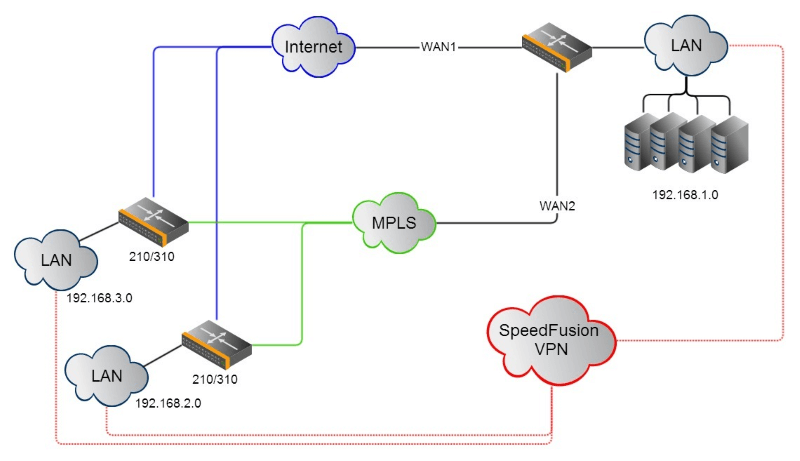 Internet
WAN1
LAN
192.168.1.0
WAN2
MPLS
210/310
LAN
192.168.3.0
SpeedFusion
VPN
210/310
LAN
192.168.2.0